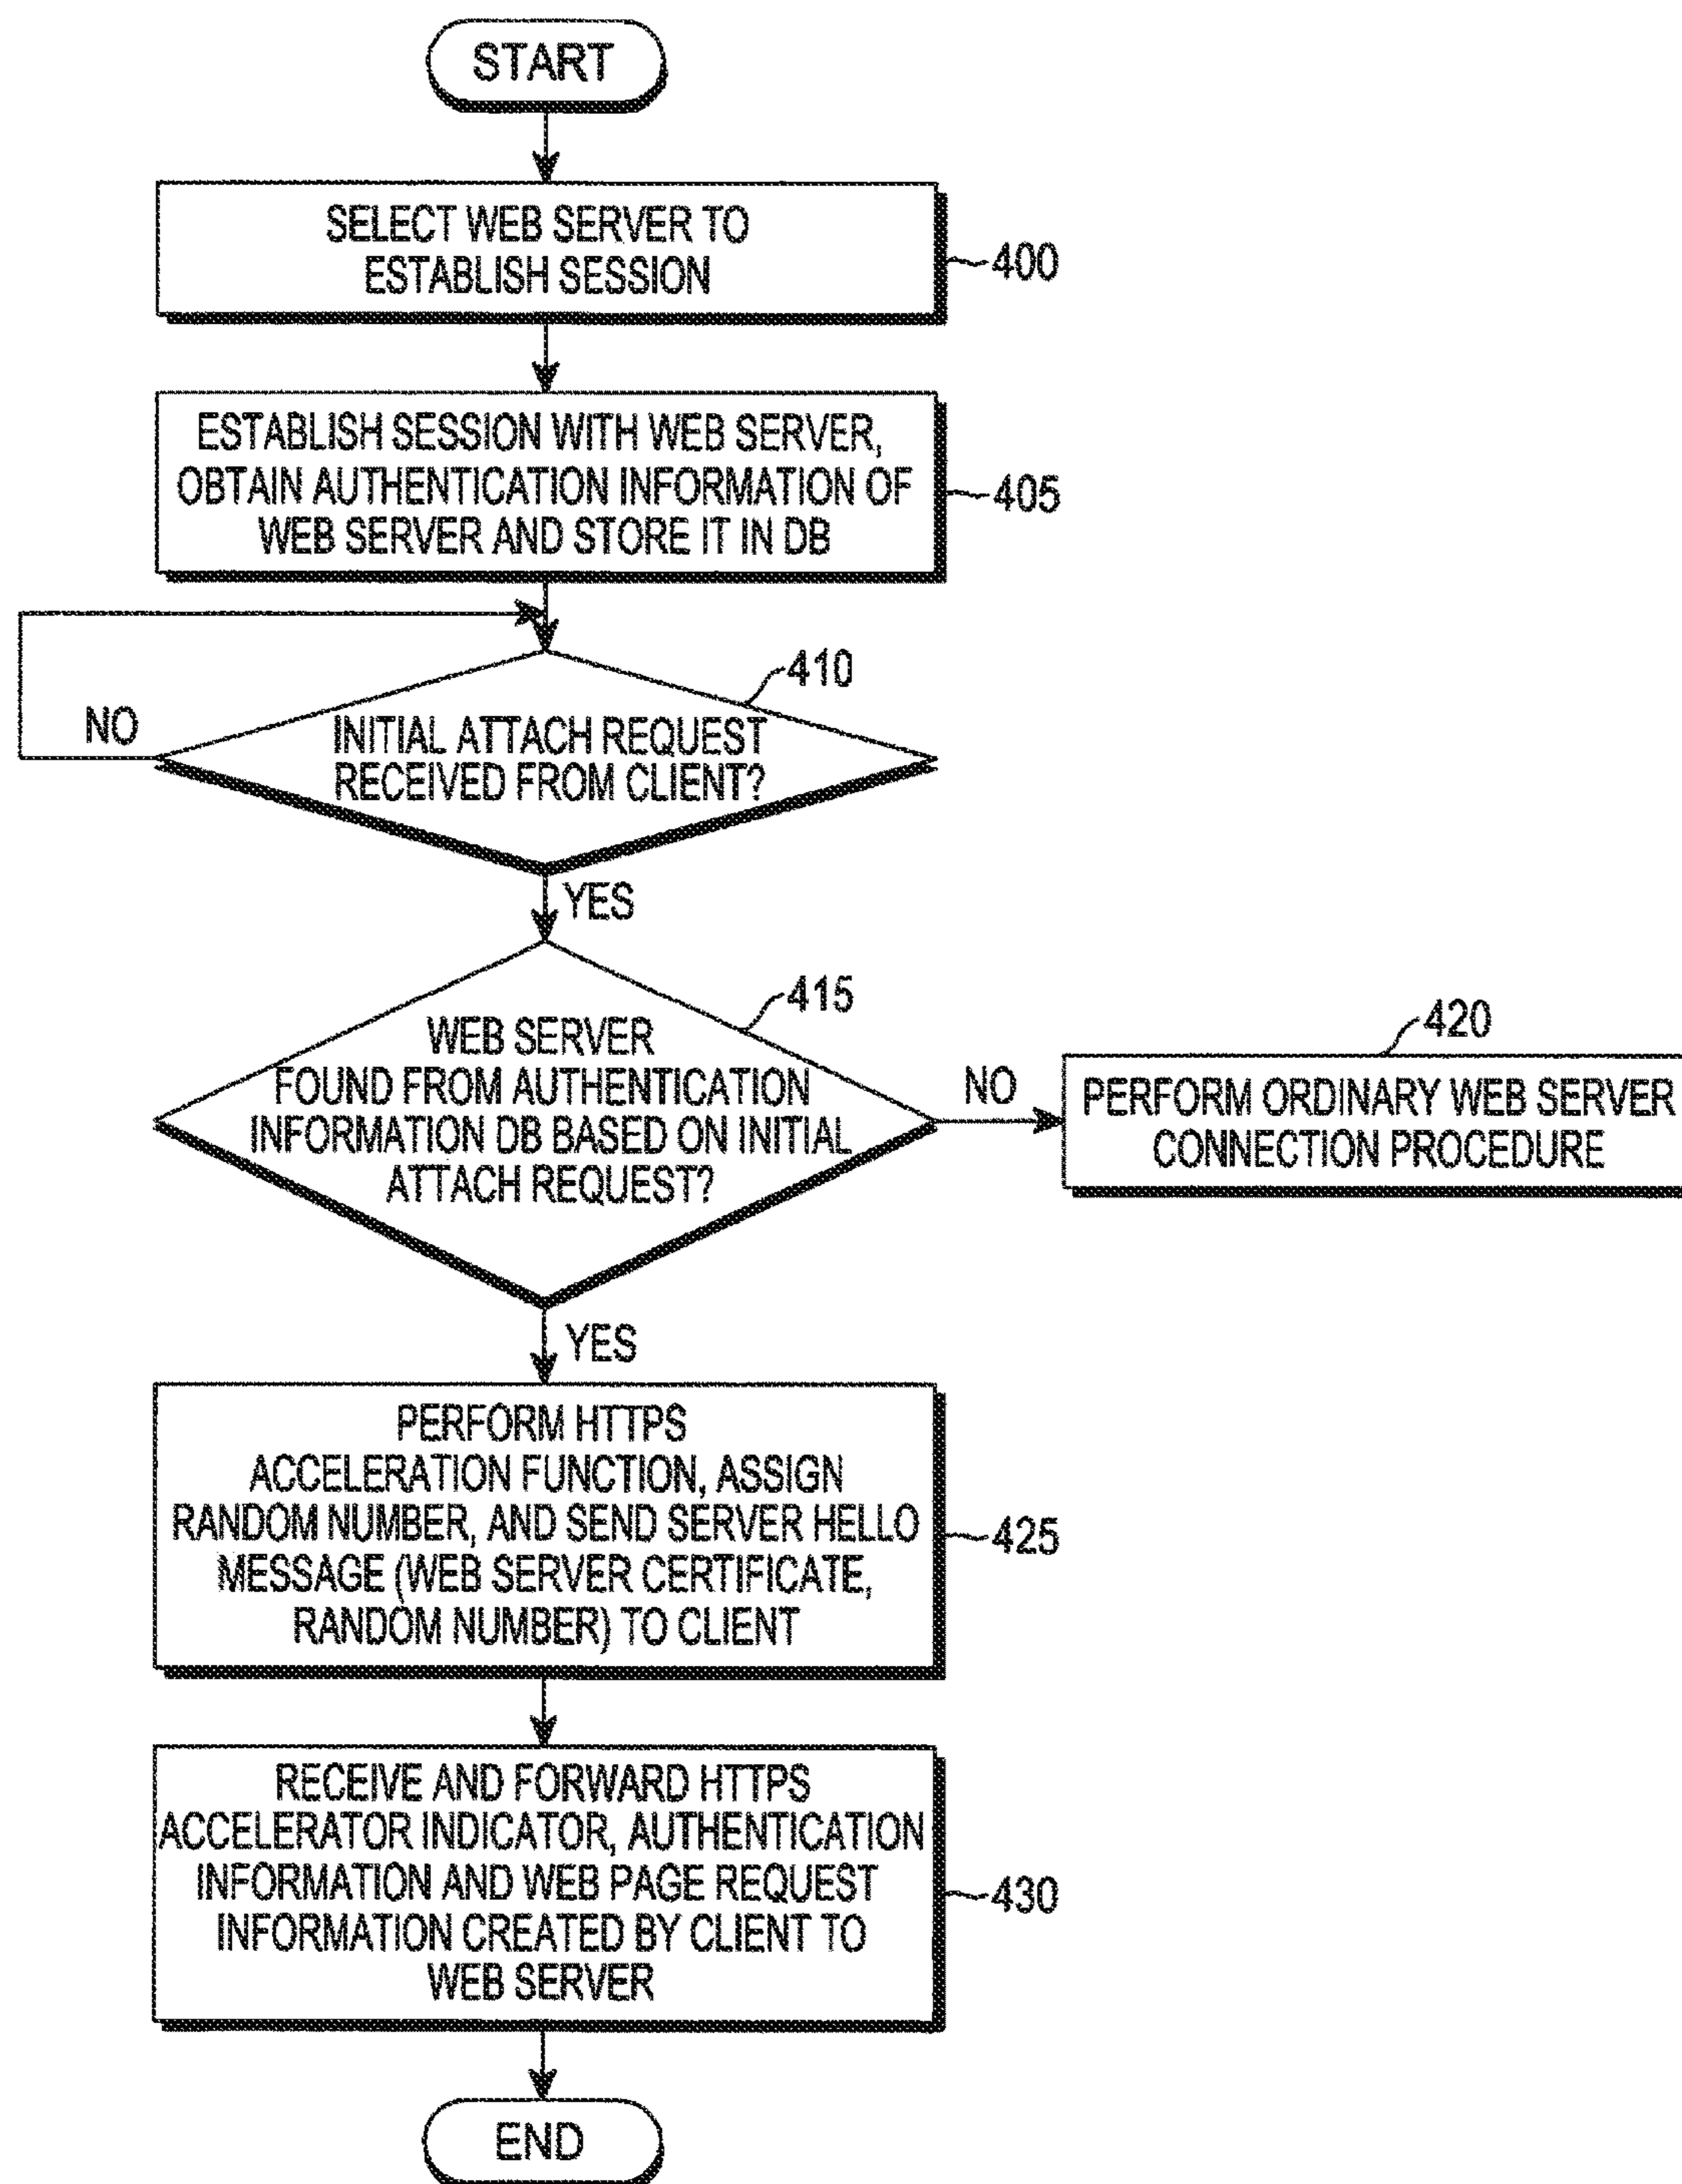 START
SELECT WEB SERVER TO
ESTABLISH SESSION
400
ESTABLISH SESSION WITH WEB SERVER,
OBTAIN AUTHENTICATION INFORMATION OF
WEB SERVER AND STORE IT IN DB
405
410
NO
INITIAL ATTACH REQUEST
RECEIVED FROM CLIENT?
YES
415
WEB SERVER
FOUND FROM AUTHENTICATION
INFORMATION DB BASED ON INITIAL
ATTACH REQUEST?
NO
420
PERFORM ORDINARY WEB SERVER
CONNECTION PROCEDURE
YES
PERFORM HTTPS
ACCELERATION FUNCTION, ASSIGN
RANDOM NUMBER, AND SEND SERVER HELLO
MESSAGE (WEB SERVER CERTIFICATE,
RANDOM NUMBER) TO CLIENT
425
RECEIVE AND FORWARD HTTPS
ACCELERATOR INDICATOR, AUTHENTICATION
INFORMATION AND WEB PAGE REQUEST
INFORMATION CREATED BY CLIENT TO
WEB SERVER
430
END